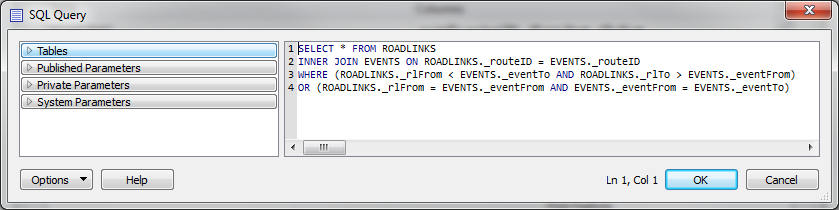 SQL Query
Tables
Published Parameters
Private Parameters
System Parameters
1 SELECT * FROM ROADLINKS
2 INNER JOIN EVENTS ON ROADLINKS._routeID = EVENTS._routeID
3 WHERE (ROADLINKS._rlFrom < EVENTS._eventTo AND ROADLINKS._rlTo > EVENTS._eventFrom)
4 OR (ROADLINKS._rlFrom = EVENTS._eventFrom AND EVENTS._eventFrom = EVENTS._eventTo)
Options Help Ln 1, Col 1 OK Cancel